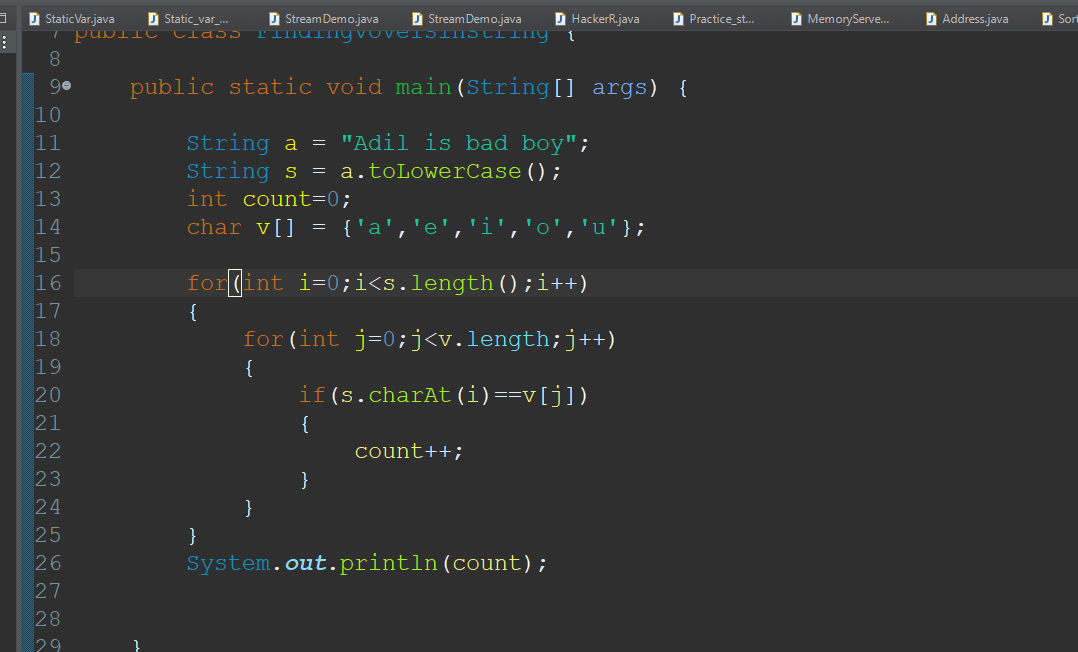 StaticVar.java Static_var_... StreamDemo.java StreamDemo.java HackerR.java Practice_st... MemoryServe... Address.java Sort
7 public class FindingVovelsInString {
8
9 public static void main(String[] args) {
10
11 String a = "Adil is bad boy";
12 String s = a.toLowerCase();
13 int count=0;
14 char v[] = {'a','e','i','o','u'};
15
16 for(int i=0;i<s.length();i++)
17 {
18 for(int j=0;j<v.length;j++)
19 {
20 if(s.charAt(i)==v[j])
21 {
22 count++;
23 }
24 }
25 }
26 System.out.println(count);
27
28
29 }